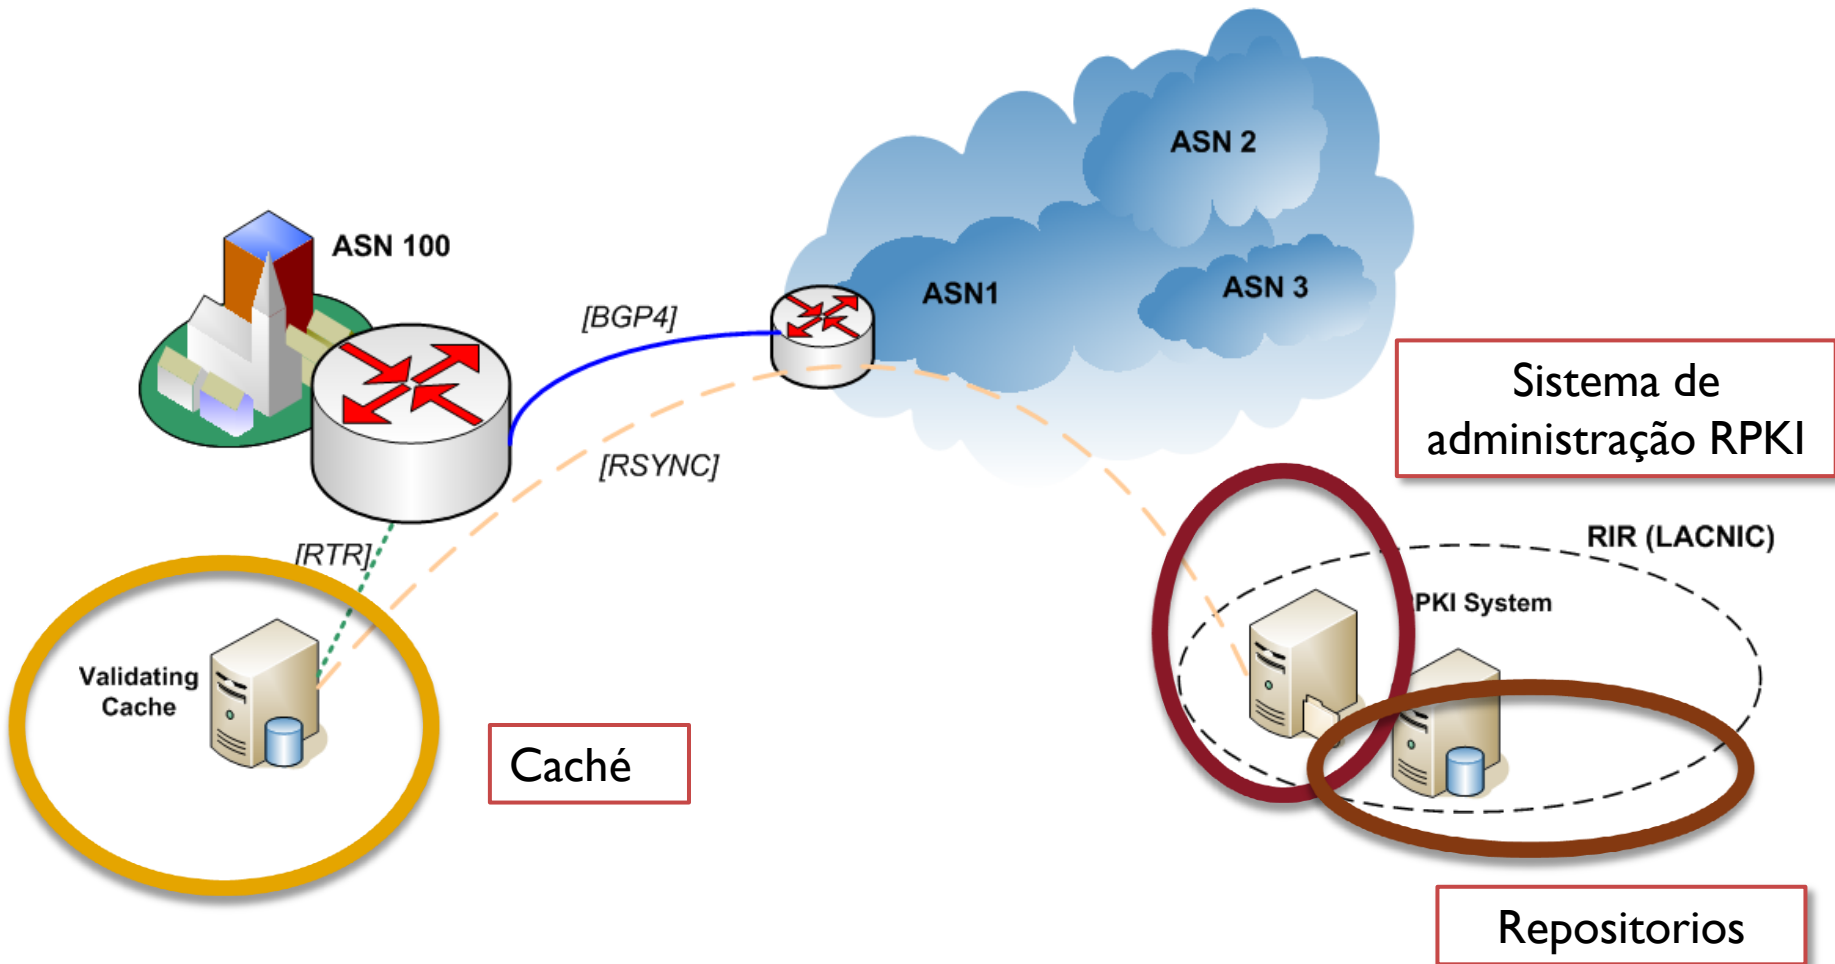 ASN 2
ASN 100
ASN1
ASN 3
[BGP4]
Sistema de
administração RPKI
[RSYNC]
[RTR]
RIR (LACNIC)
PKI System
Validating
Cache
Caché
Repositorios